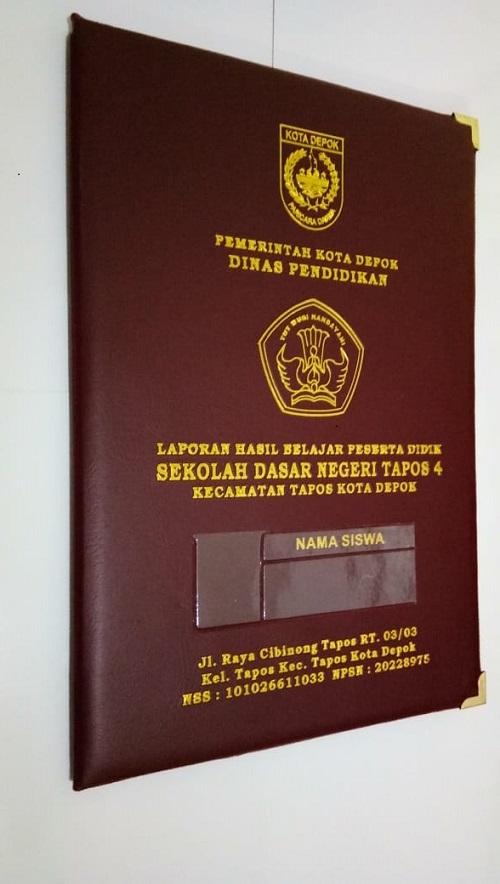 KOTA DEPOK
PARICARA DARMA
PEMERINTAH KOTA DEPOK
DINAS PENDIDIKAN
TUT WURI HANDAYANI
LAPORAN HASIL BELAJAR PESERTA DIDIK
SEKOLAH DASAR NEGERI TAPOS 4
KECAMATAN TAPOS KOTA DEPOK
NAMA SISWA
Jl. Raya Cibinong Tapos RT. 03/03
Kel. Tapos Kec. Tapos Kota Depok
NSS : 101026611033 NPSN : 20228975